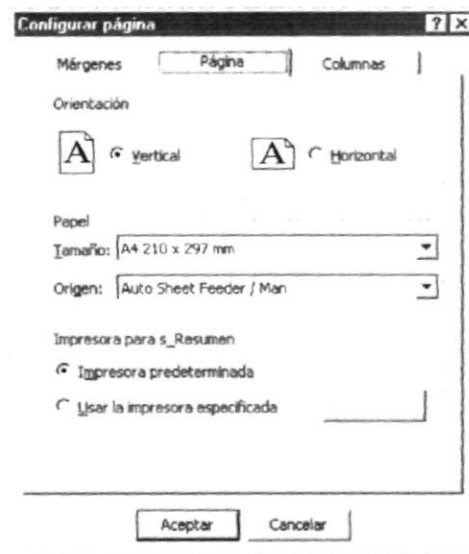 Configurar página ? ×
Márgenes Página Columnas
Orientación
A Vertical A Horizontal
Papel
Tamaño: A4 210 x 297 mm
Origen: Auto Sheet Feeder / Man
Impresora para s_Resumen
Impresora predeterminada
Usar la impresora especificada
Aceptar Cancelar